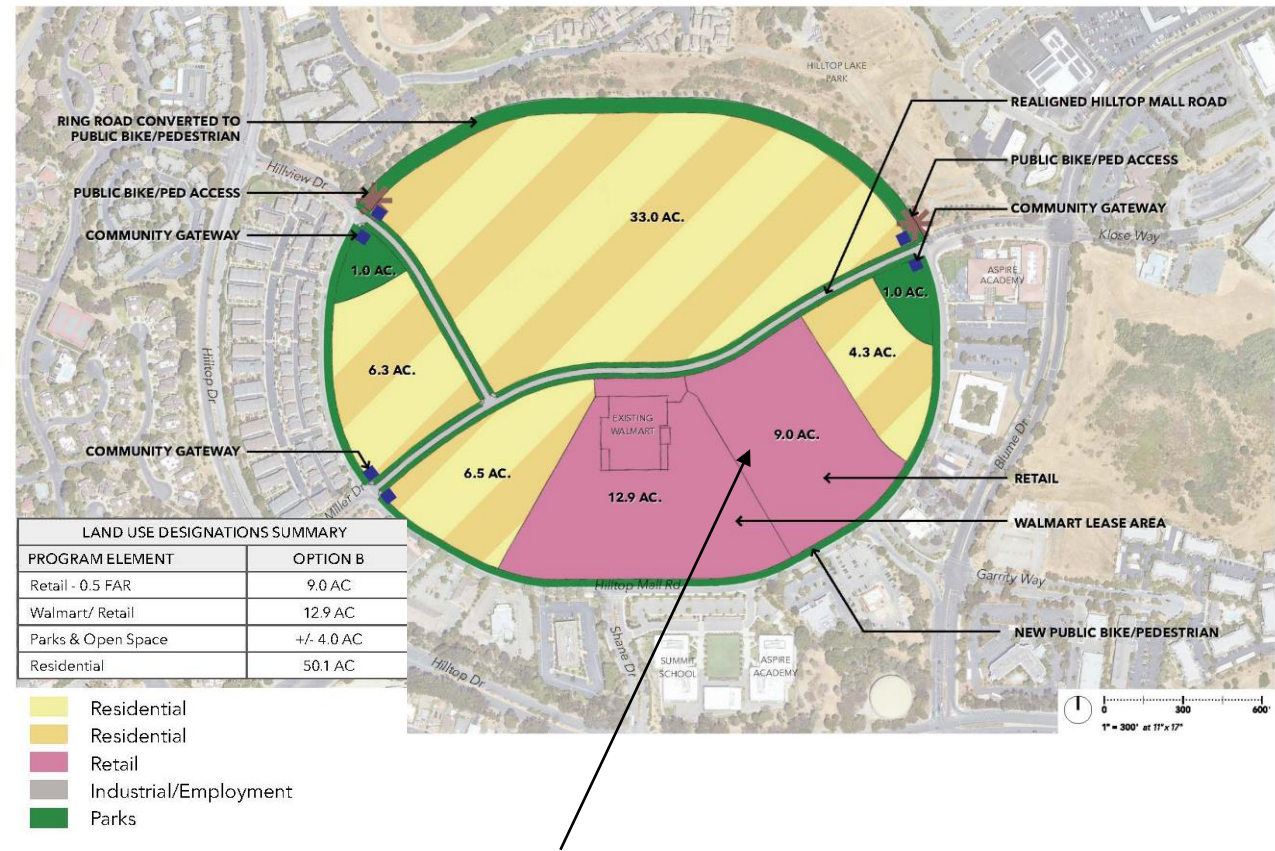 HILLTOP LAKE
PARK
REALIGNED HILLTOP MALL ROAD
RING ROAD CONVERTED TO
PUBLIC BIKE/PEDESTRIAN
PUBLIC BIKE/PED ACCESS
Hillview Dr
PUBLIC BIKE/PED ACCESS
COMMUNITY GATEWAY
33.0 AC.
COMMUNITY GATEWAY
Klose Way
1.0 AC.
ASPIRE
ACADEMY
1.0 AC.
Hilltop Dr
6.3 AC.
4.3 AC.
EXISTING
WALMART
9.0 AC.
Blume Dr
COMMUNITY GATEWAY
6.5 AC.
12.9 AC.
RETAIL
Miller Dr
WALMART LEASE AREA
Hilltop Mall Rd
Garrity Way
NEW PUBLIC BIKE/PEDESTRIAN
Shane Dr
SUMMIT
SCHOOL
ASPIRE
ACADEMY
Hilltop Dr
LAND USE DESIGNATIONS SUMMARY
PROGRAM ELEMENT OPTION B
Retail - 0.5 FAR 9.0 AC
Walmart/ Retail 12.9 AC
Parks & Open Space +/- 4.0 AC
Residential 50.1 AC
0 300 600'
1" = 300' at 11"x 17"
Residential
Residential
Retail
Industrial/Employment
Parks